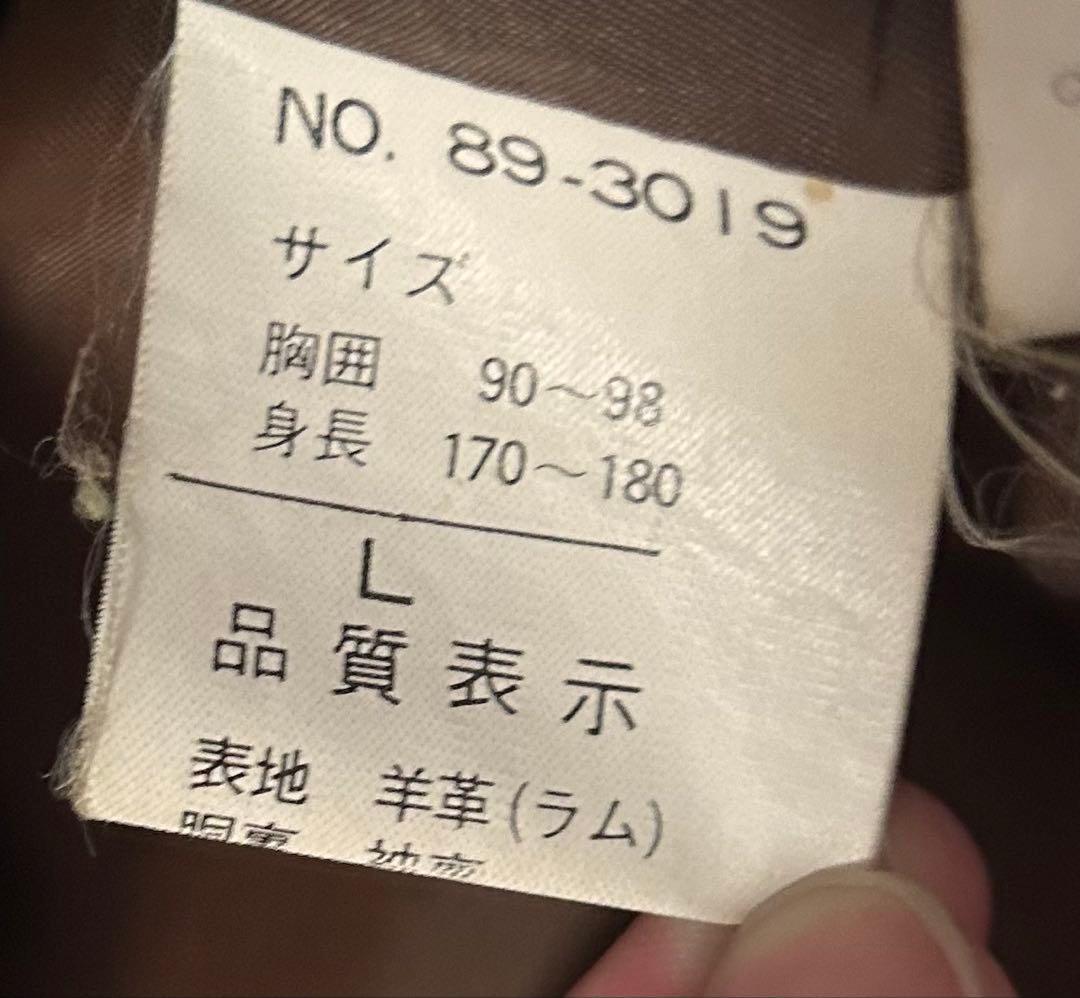 NO. 89-3019
サイズ
胸囲 90～98
身長 170～180
L
品質表示
表地 羊革(ラム)